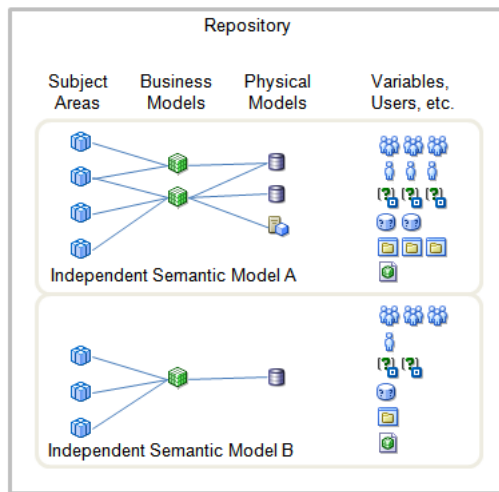 Repository
Subject Areas
Business Models
Physical Models
Variables, Users, etc.
Independent Semantic Model A
Independent Semantic Model B